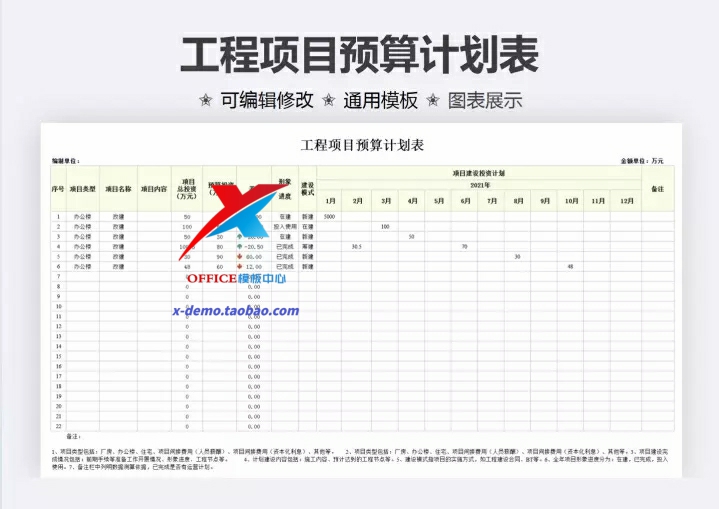 工程项目预算计划表
✯ 可编辑修改 ✯ 通用模板 ✯ 图表展示
工程项目预算计划表
编制单位： 金额单位：万元
序号 项目类型 项目名称 项目内容 项目总投资（万元） 形象进度 建设模式 项目建设投资计划 备注
2021年
1月 2月 3月 4月 5月 6月 7月 8月 9月 10月 11月 12月
1 办公楼 改建 50 在建 新建 5000
2 办公楼 改建 100 投入使用 在建 100
3 办公楼 改建 50 在建 新建 50
4 办公楼 改建 80 -20.50 已完成 筹建 30.5 70
5 办公楼 改建 90 60.00 已完成 新建 30
6 办公楼 改建 48 60 12.00 已完成 新建 48
OFFICE模板中心
7 0.00
8 0 0.00
9 0 0.00
x-demo.taobao.com
10 0 0.00
11 0 0.00
12 0 0.00
13 0 0.00
14 0 0.00
15 0 0.00
16 0 0.00
17 0 0.00
18 0 0.00
19 0 0.00
20 0 0.00
21 0 0.00
22 0 0.00
备注：
1、项目类型包括：厂房、办公楼、住宅、项目间接费用（人员薪酬）、项目间接费用（资本化利息）、其他等。 2、项目类型包括：厂房、办公楼、住宅、项目间接费用（人员薪酬）、项目间接费用（资本化利息）、其他等。3、项目建设完
成情况包括：前期手续等准备工作开展情况、形象进度、工程节点等。 4、计划建设内容包括：施工内容、预计达到的工程节点等。5、建设模式指项目的实施方式，如工程建设合同、BT等。6、全年项目形象进度分为：在建，已完成，投入
使用。7、备注栏中列明数据测算依据，已完成是否有运营计划。